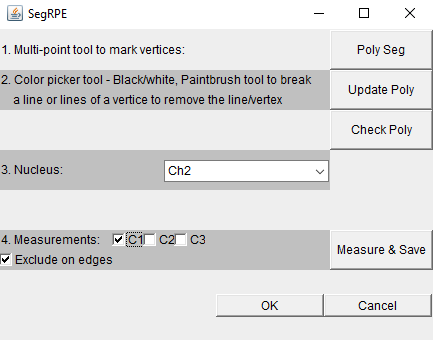 SegRPE
1. Multi-point tool to mark vertices:
Poly Seg
2. Color picker tool - Black/white, Paintbrush tool to break
a line or lines of a vertice to remove the line/vertex
Update Poly
Check Poly
3. Nucleus:
Ch2
4. Measurements: C1 C2 C3
Exclude on edges
Measure & Save
OK
Cancel